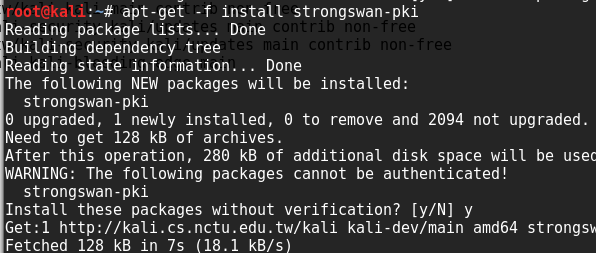 root@kali:~# apt-get -f install strongswan-pki
Reading package lists... Done
Building dependency tree
Reading state information... Done
The following NEW packages will be installed:
  strongswan-pki
0 upgraded, 1 newly installed, 0 to remove and 2094 not upgraded.
Need to get 128 kB of archives.
After this operation, 280 kB of additional disk space will be used
WARNING: The following packages cannot be authenticated!
  strongswan-pki
Install these packages without verification? [y/N] y
Get:1 http://kali.cs.nctu.edu.tw/kali kali-dev/main amd64 strongsw
Fetched 128 kB in 7s (18.1 kB/s)